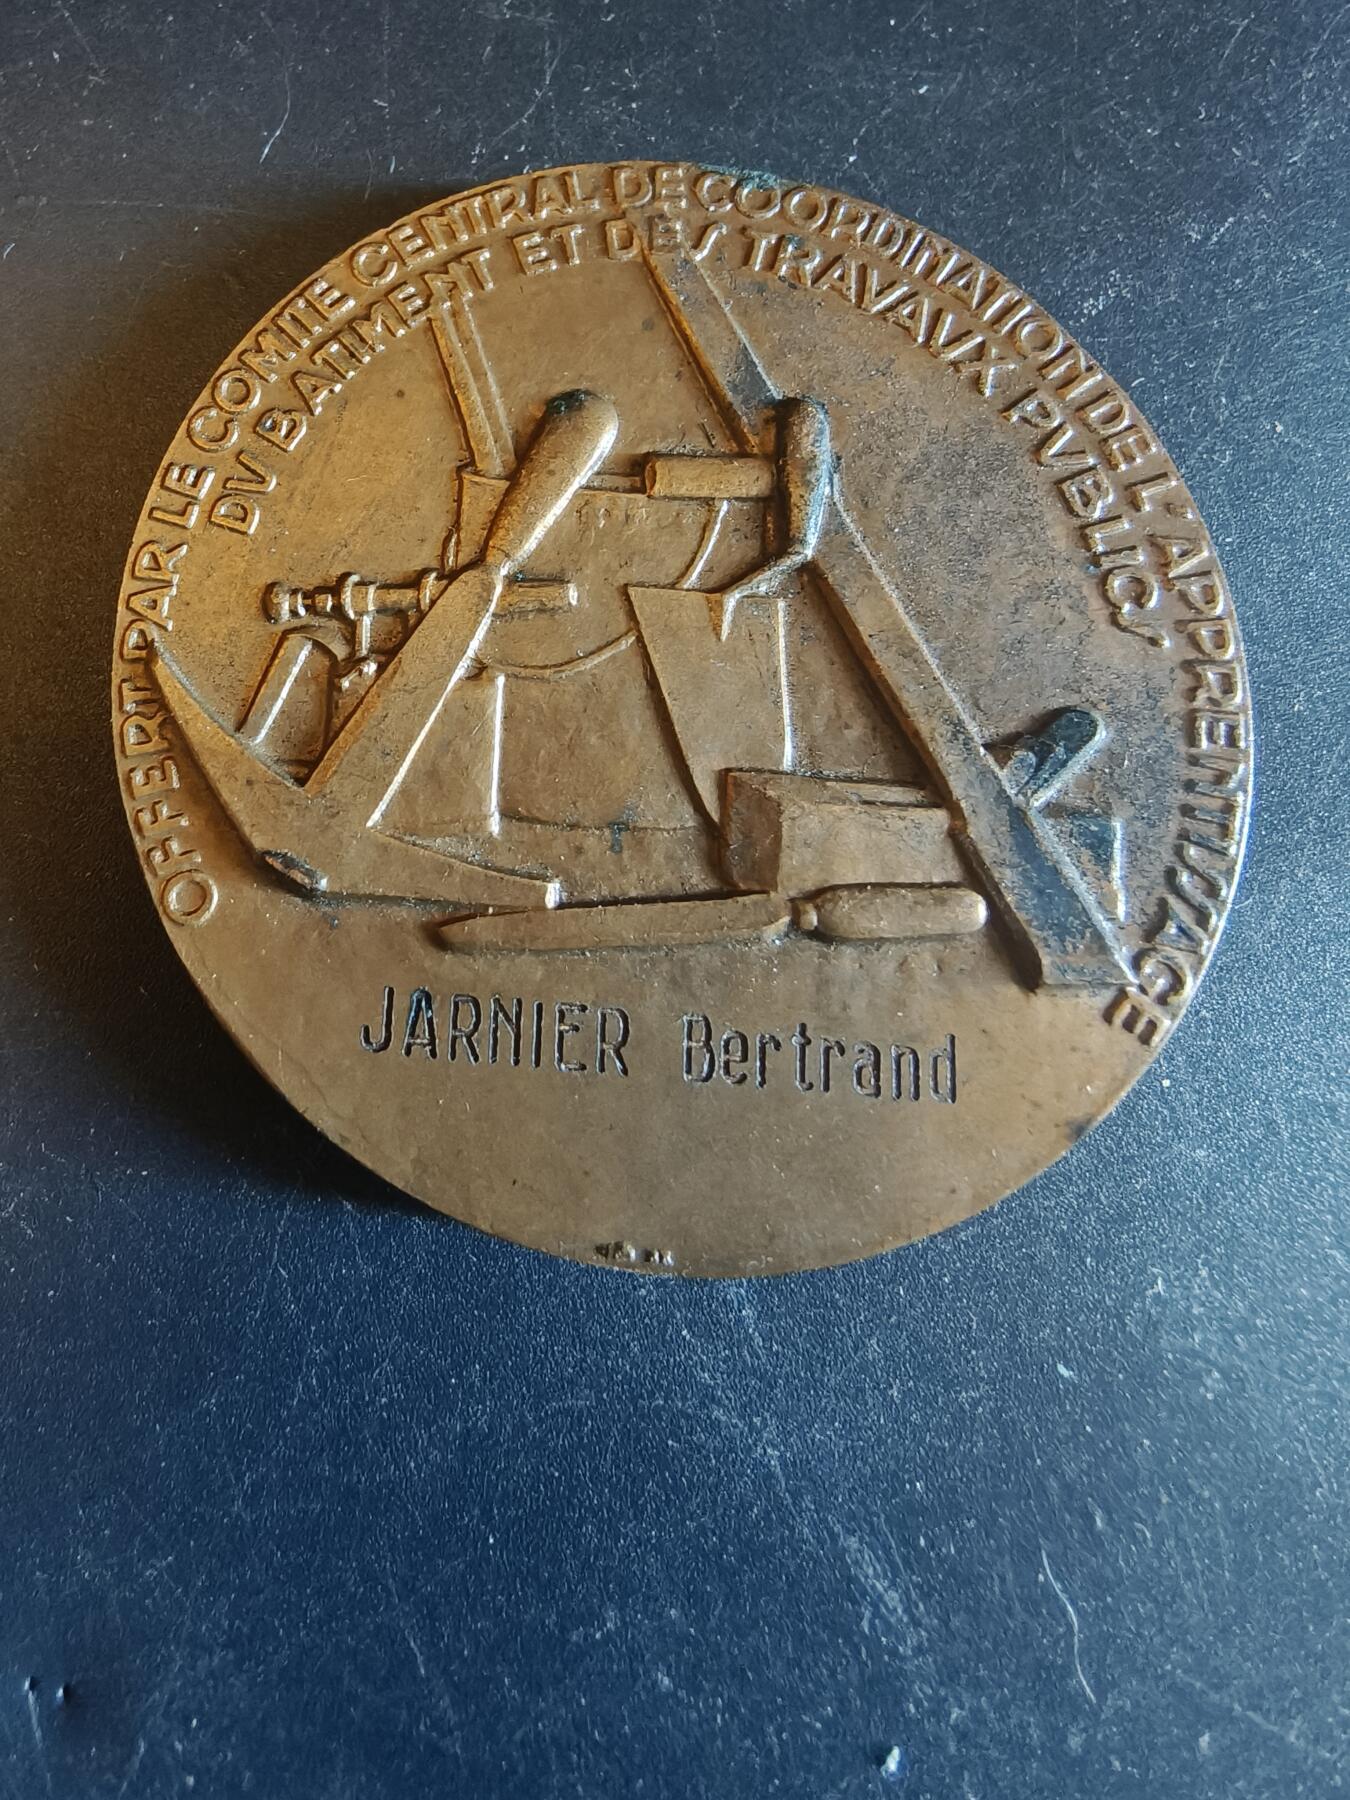 OFFERT PAR LE COMITE CENTRAL DE COORDINATION DE L'APPRENTISSAGE
DV BATIMENT ET DES TRAVAVX PVBLICS
JARNIER Bertrand